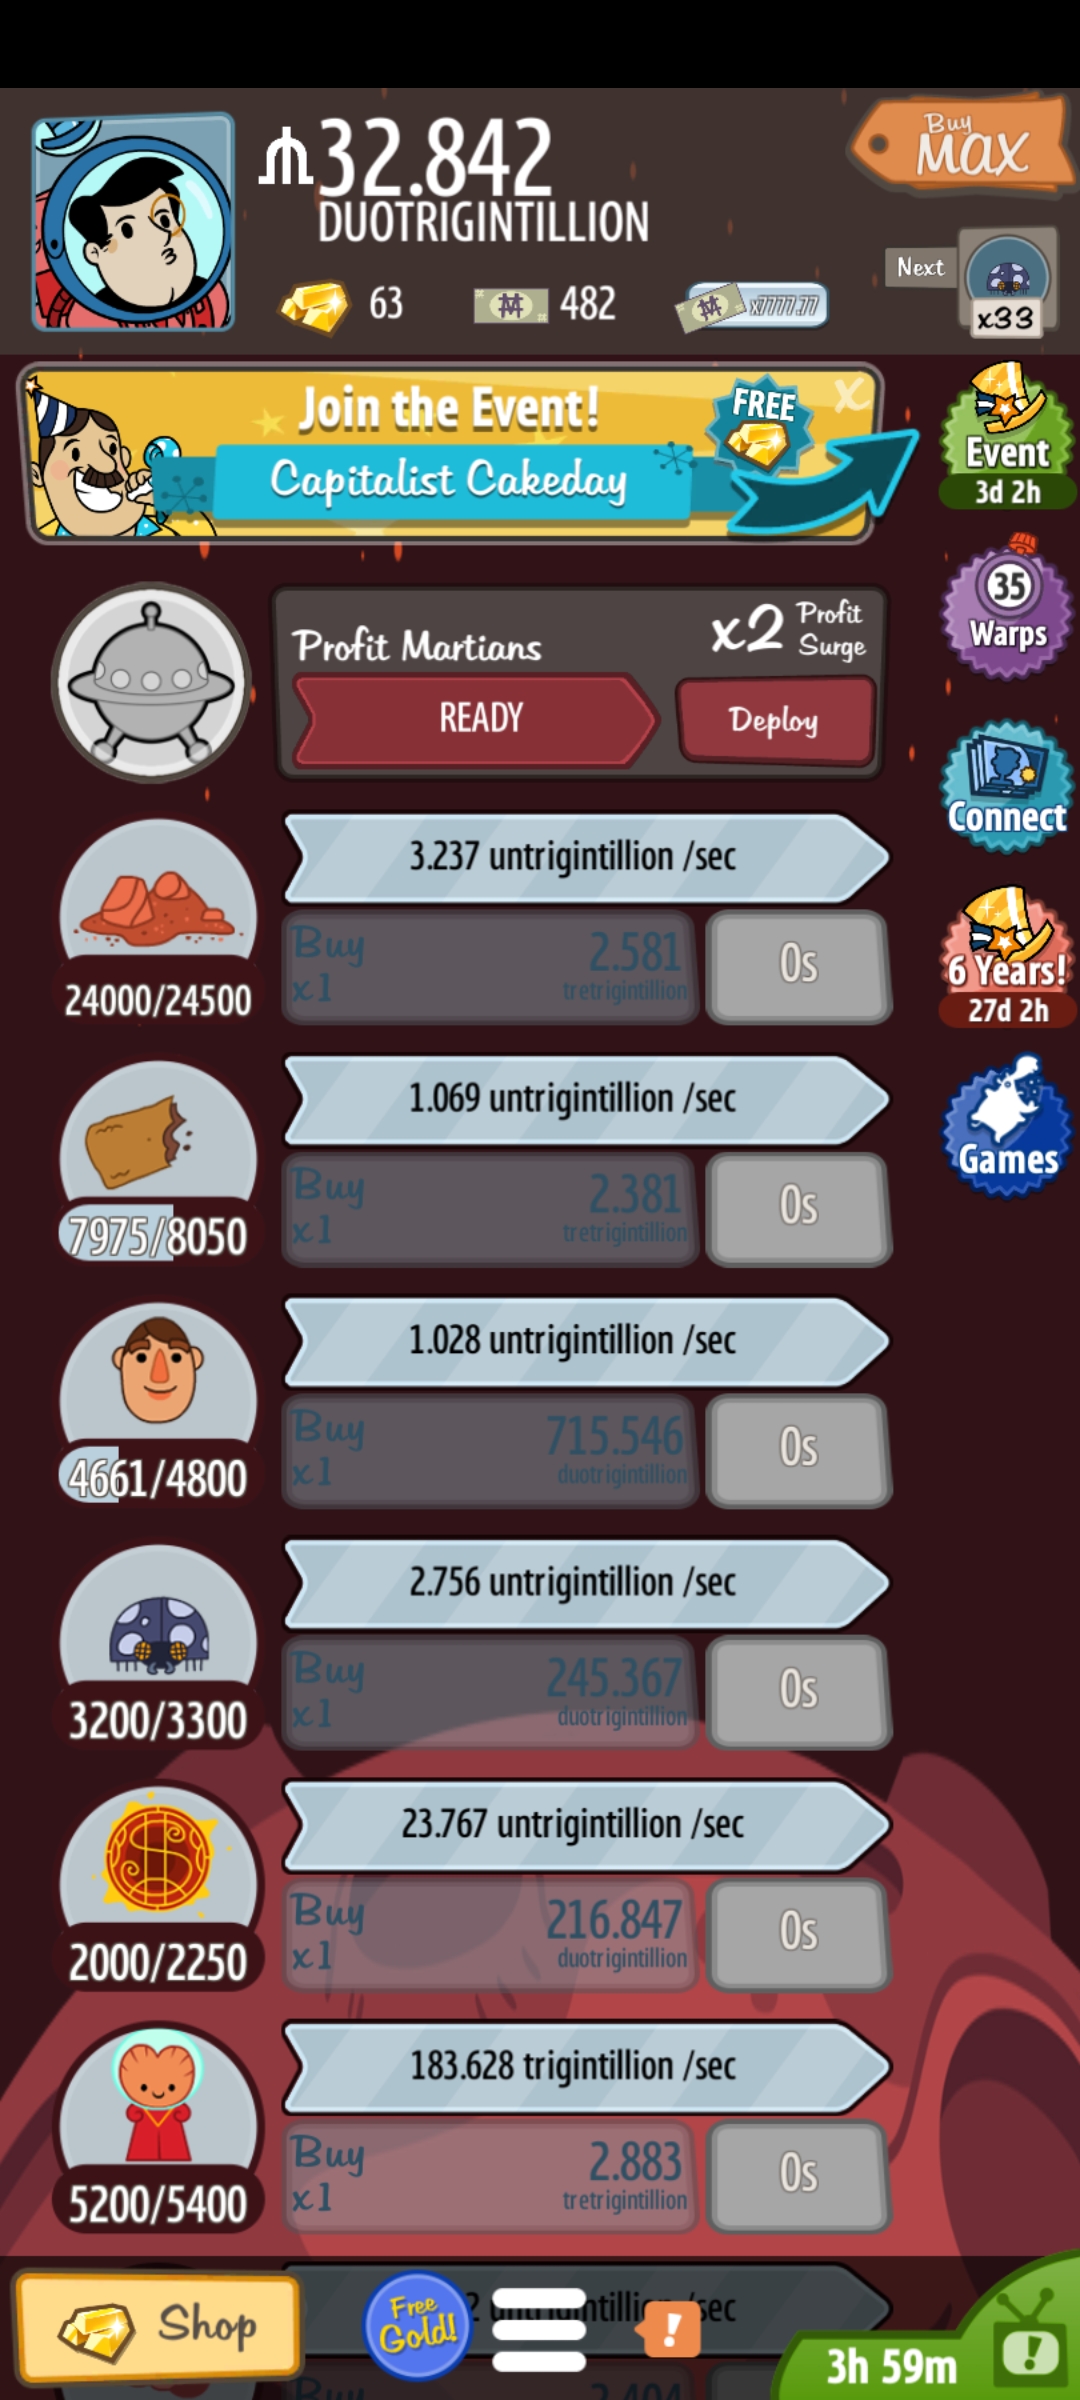 32.842
DUOTRIGINTILLION
Buy
MAX
63
482
x7777.77
Next
x33
Join the Event!
Capitalist Cakeday
FREE
x
Event
3d 2h
35
Warps
Profit Martians
x2 Profit
Surge
READY
Deploy
Connect
3.237 untrigintillion /sec
Buy
x1
2.581
tretrigintillion
0s
24000/24500
6 Years!
27d 2h
1.069 untrigintillion /sec
Buy
x1
2.381
tretrigintillion
0s
7975/8050
Games
1.028 untrigintillion /sec
Buy
x1
715.546
duotrigintillion
0s
4661/4800
2.756 untrigintillion /sec
Buy
x1
245.367
duotrigintillion
0s
3200/3300
23.767 untrigintillion /sec
Buy
x1
216.847
duotrigintillion
0s
2000/2250
183.628 trigintillion /sec
Buy
x1
2.883
tretrigintillion
0s
5200/5400
Shop
Free
Gold!
/sec
!
3h 59m
!
Buy